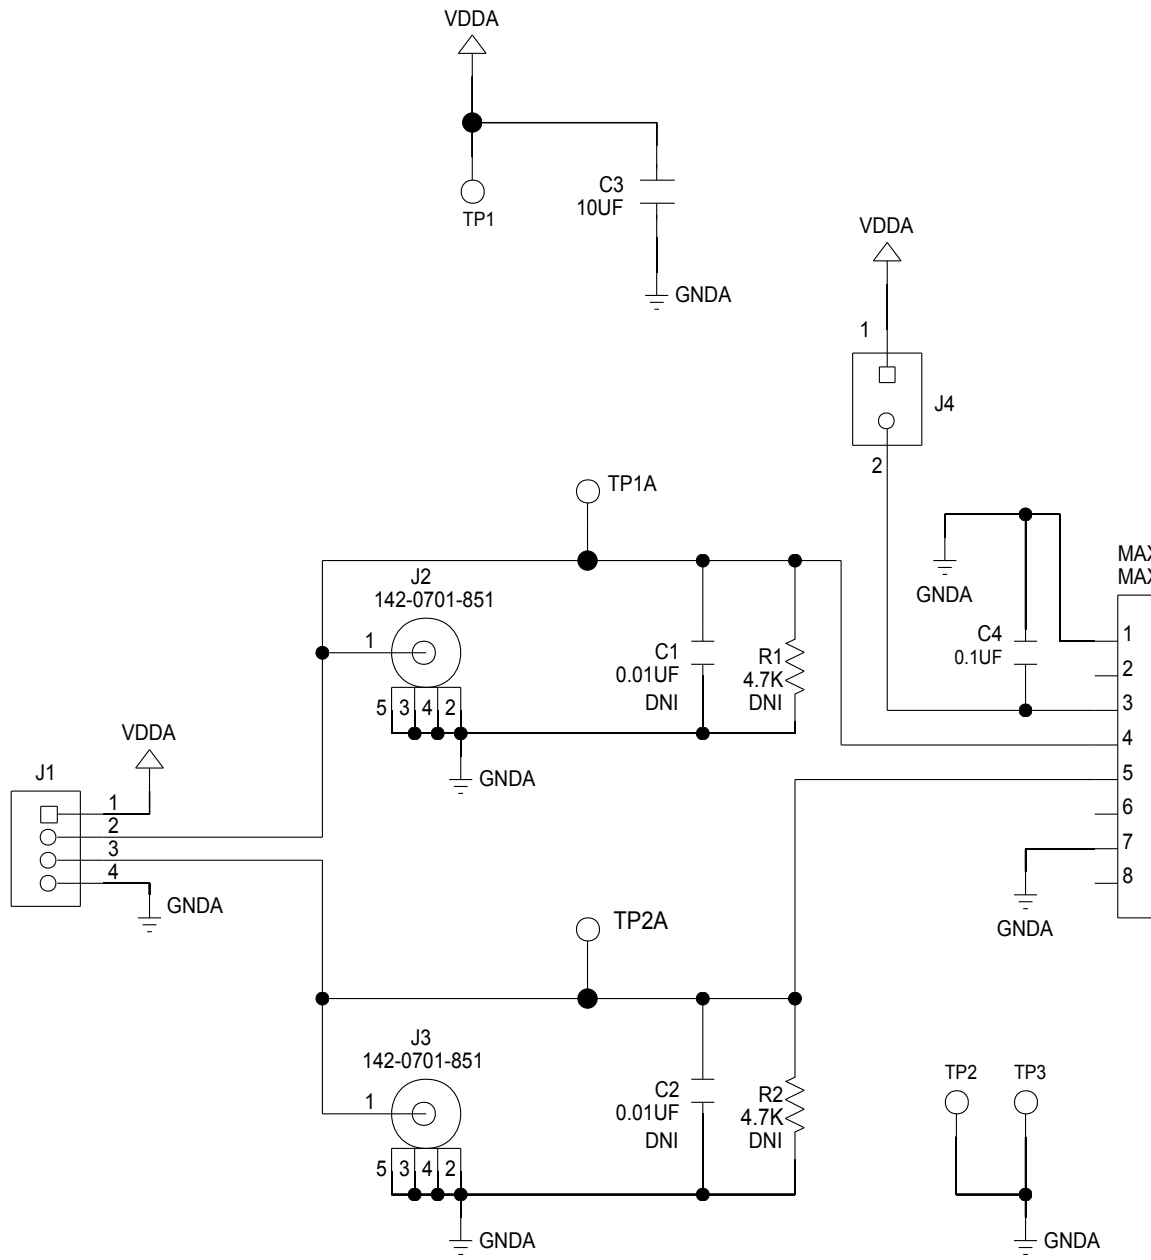 VDDA
TP1
C3
10UF
GNDA
VDDA
1
J4
2
TP1A
J2
142-0701-851
1
5 3 4 2
GNDA
C1
0.01UF
DNI
R1
4.7K
DNI
GNDA
C4
0.1UF
MAX
MAX
1
2
3
4
5
6
7
8
GNDA
VDDA
J1
1
2
3
4
GNDA
TP2A
J3
142-0701-851
1
5 3 4 2
GNDA
C2
0.01UF
DNI
R2
4.7K
DNI
TP2
TP3
GNDA